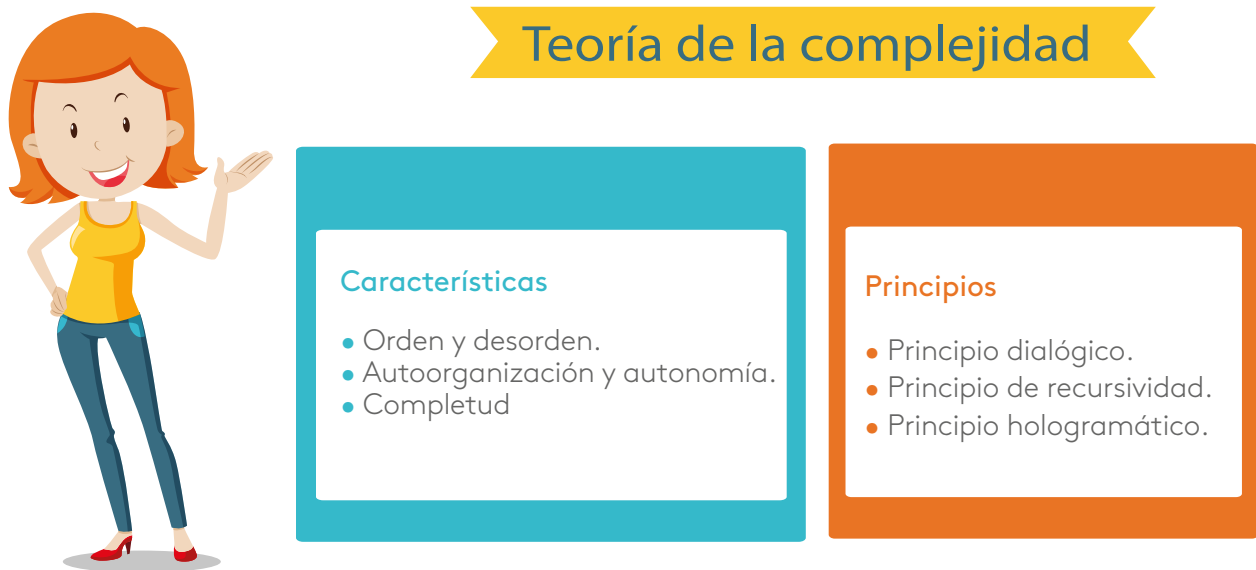 Teoría de la complejidad
Características
• Orden y desorden.
• Autoorganización y autonomía.
• Completud
Principios
• Principio dialógico.
• Principio de recursividad.
• Principio hologramático.